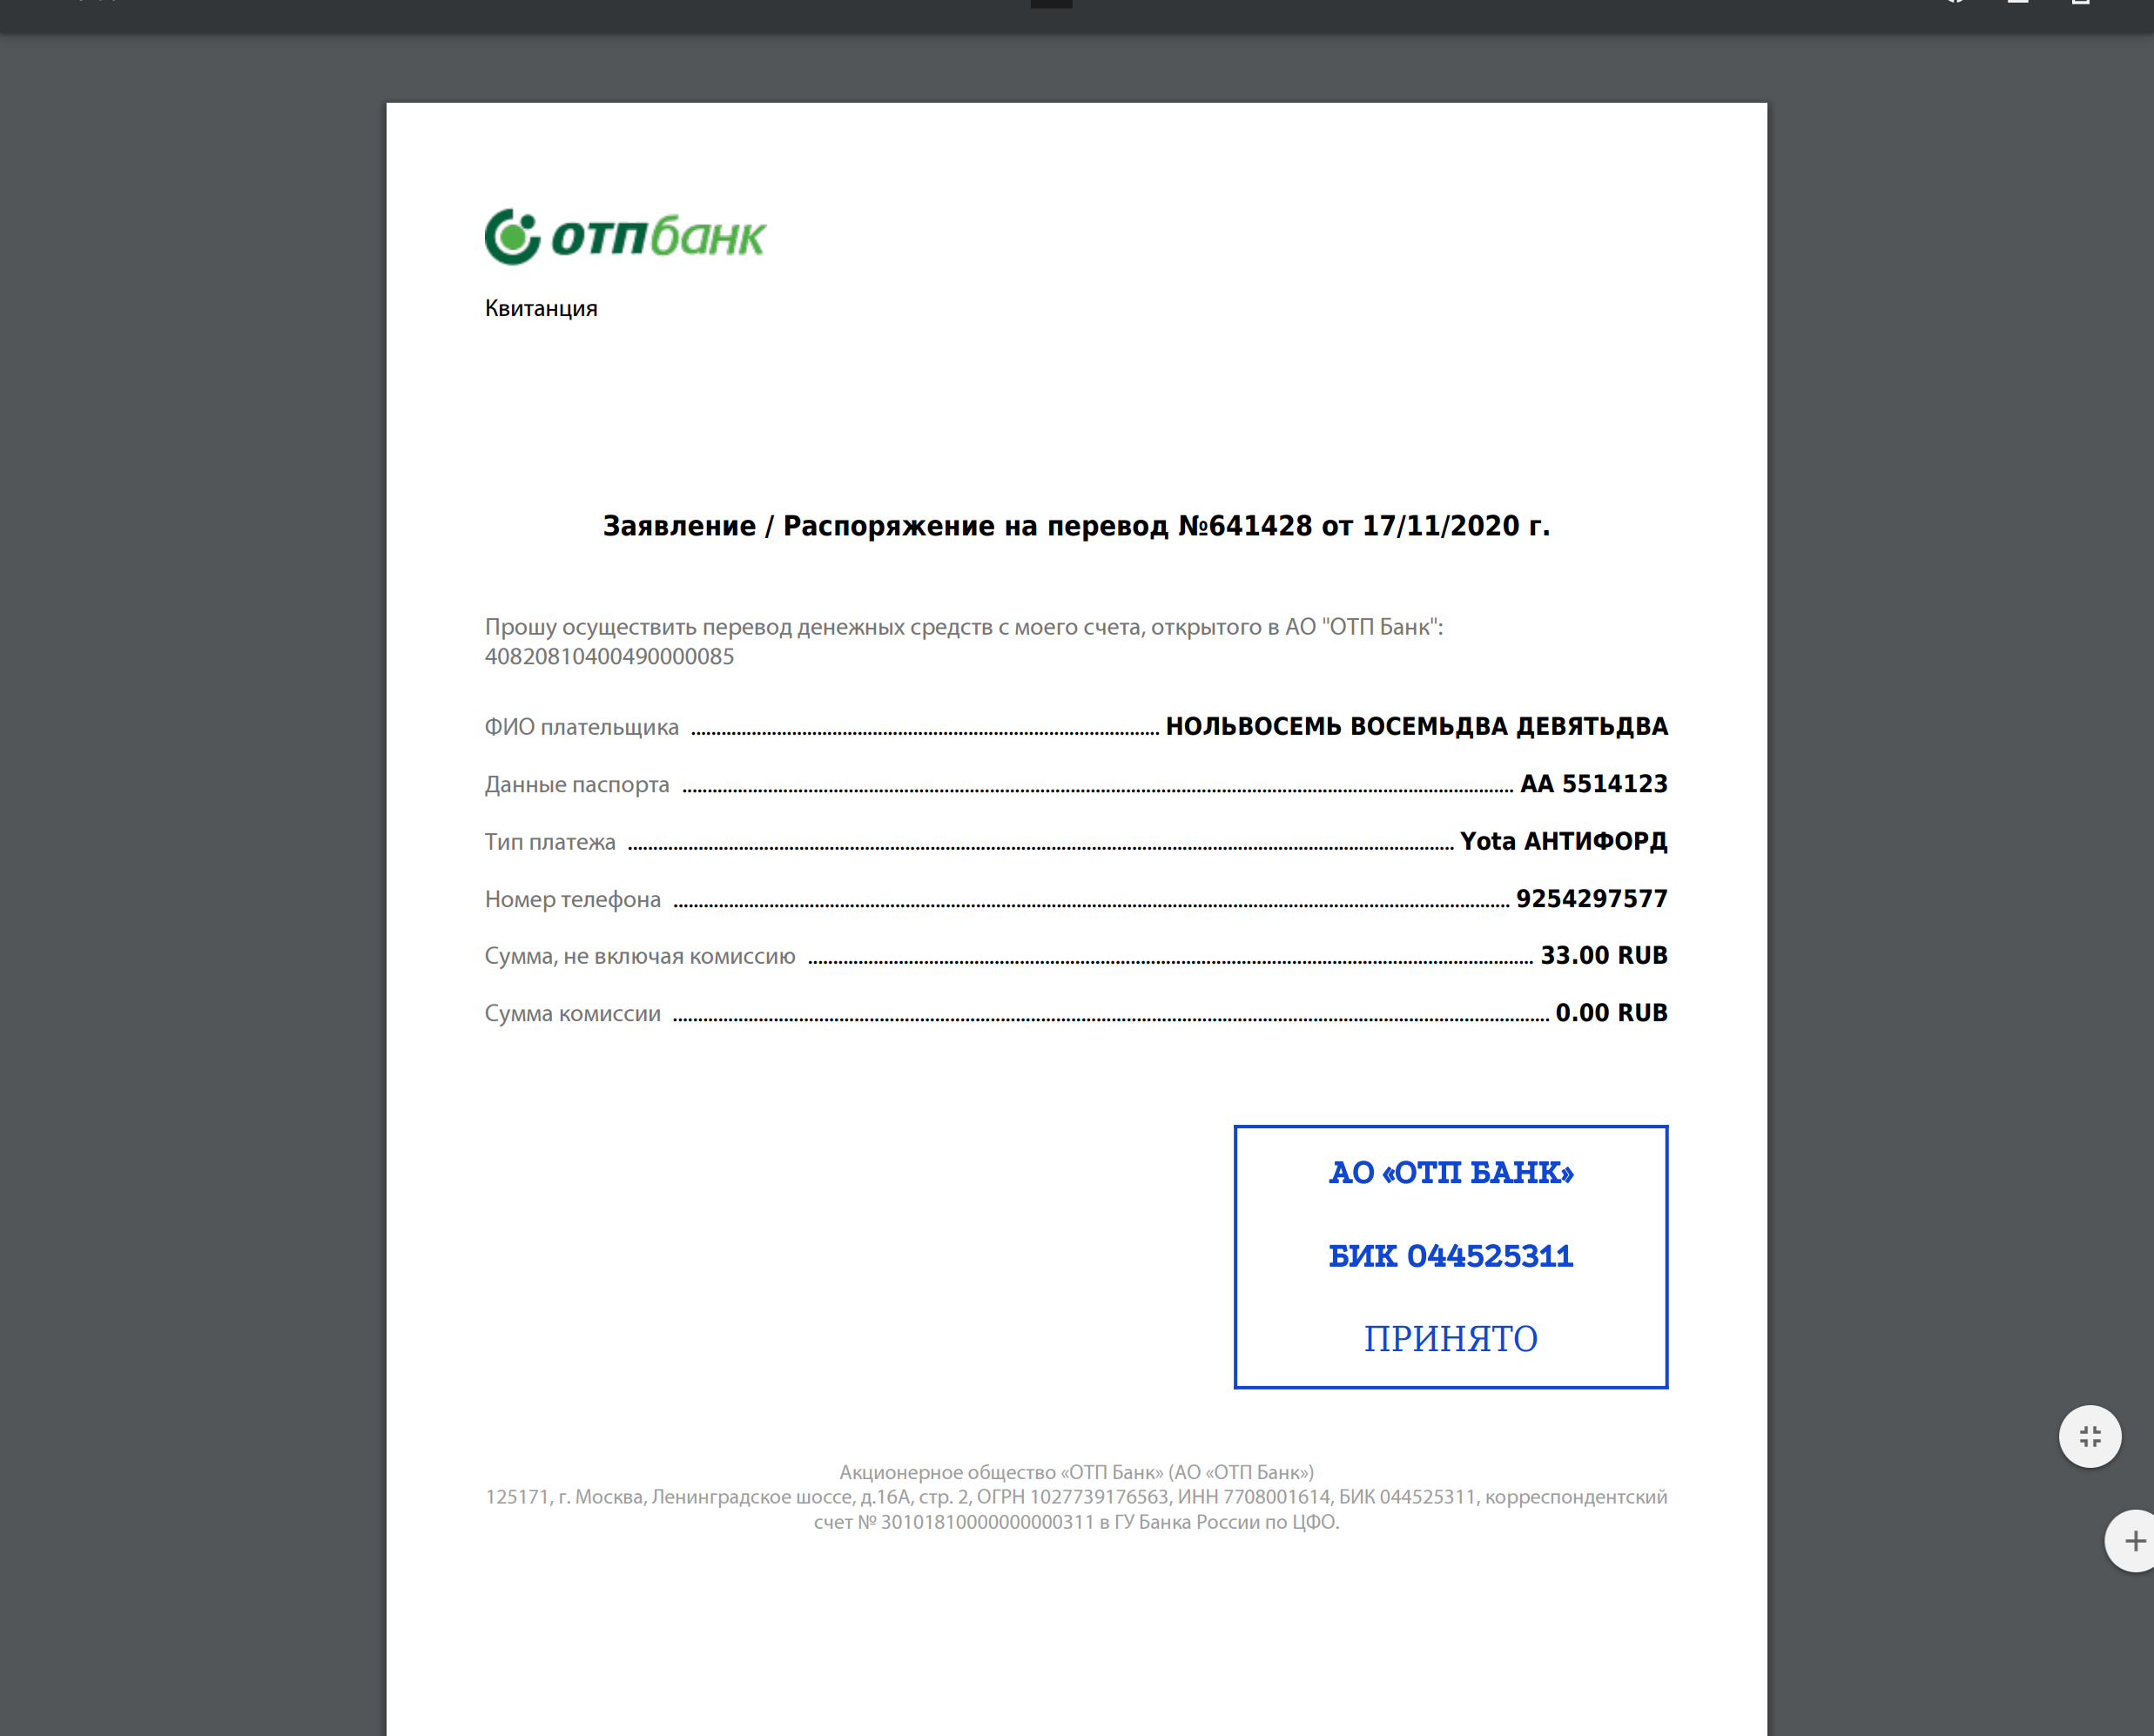 отпбанк
Квитанция
Заявление / Распоряжение на перевод №641428 от 17/11/2020 г.
Прошу осуществить перевод денежных средств с моего счета, открытого в АО "ОТП Банк":
40820810400490000085
ФИО плательщика НОЛЬВОСЕМЬ ВОСЕМЬДВА ДЕВЯТЬДВА
Данные паспорта АА 5514123
Тип платежа Yota АНТИФОРД
Номер телефона 9254297577
Сумма, не включая комиссию 33.00 RUB
Сумма комиссии 0.00 RUB
АО «ОТП БАНК»
БИК 044525311
ПРИНЯТО
Акционерное общество «ОТП Банк» (АО «ОТП Банк»)
125171, г. Москва, Ленинградское шоссе, д.16А, стр. 2, ОГРН 1027739176563, ИНН 7708001614, БИК 044525311, корреспондентский
счет № 30101810000000000311 в ГУ Банка России по ЦФО.